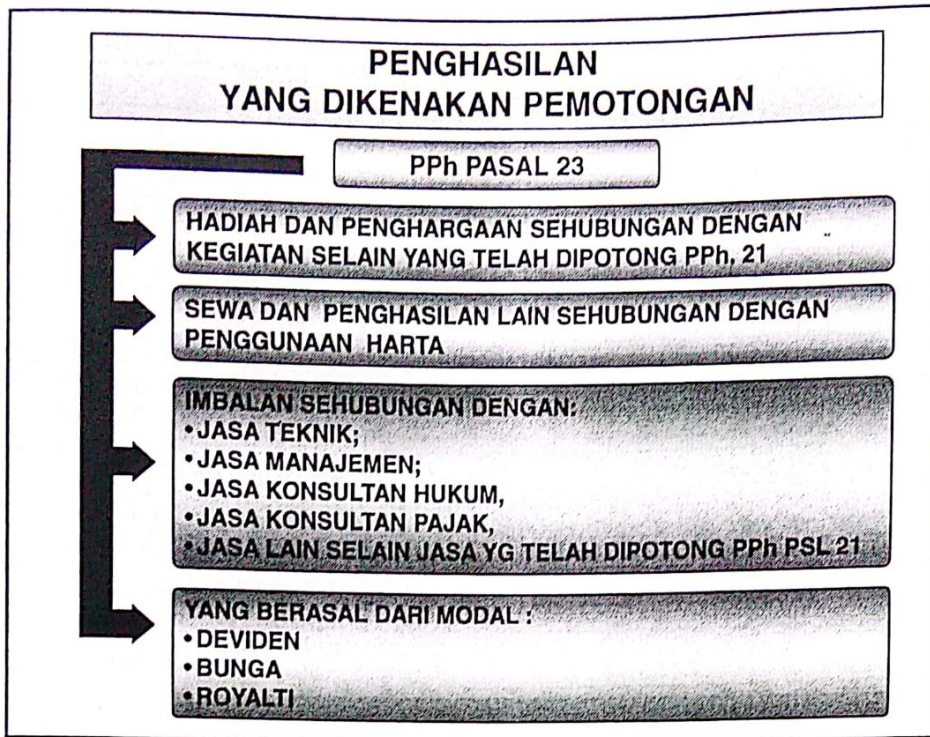 PENGHASILAN
YANG DIKENAKAN PEMOTONGAN
PPh PASAL 23
HADIAH DAN PENGHARGAAN SEHUBUNGAN DENGAN
KEGIATAN SELAIN YANG TELAH DIPOTONG PPh, 21
SEWA DAN PENGHASILAN LAIN SEHUBUNGAN DENGAN
PENGGUNAAN HARTA
IMBALAN SEHUBUNGAN DENGAN:
• JASA TEKNIK;
• JASA MANAJEMEN;
• JASA KONSULTAN HUKUM,
• JASA KONSULTAN PAJAK,
• JASA LAIN SELAIN JASA YG TELAH DIPOTONG PPh PSL 21
YANG BERASAL DARI MODAL :
• DEVIDEN
• BUNGA
• ROYALTI